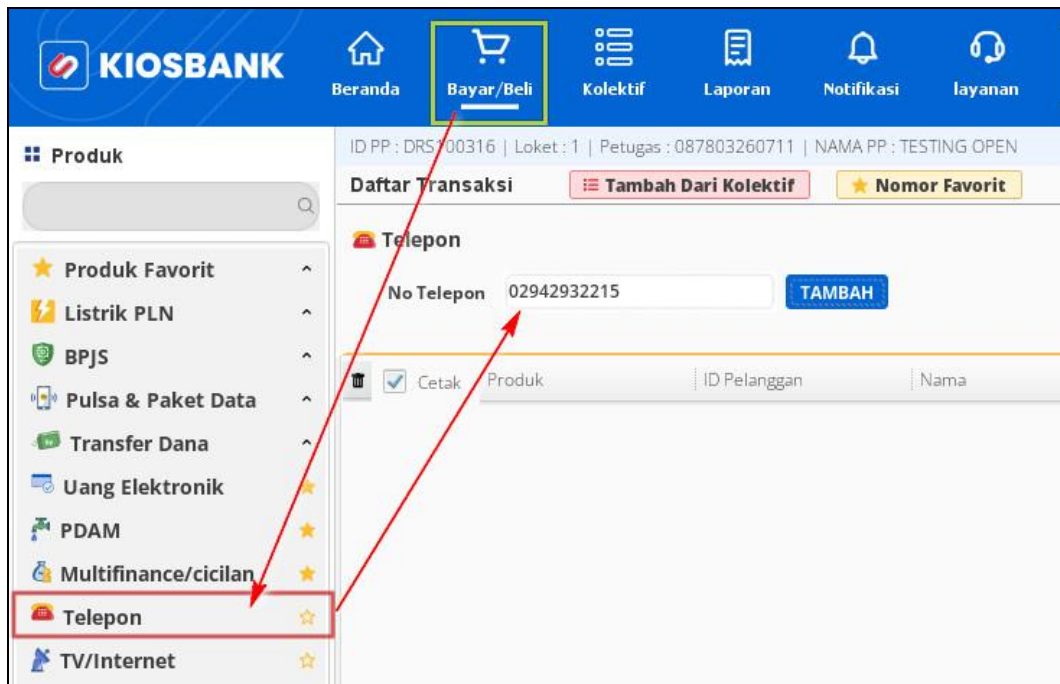 KIOSBANK
Beranda
Bayar/Beli
Kolektif
Laporan
Notifikasi
layanan
Produk
ID PP : DRS100316 | Loket : 1 | Petugas : 087803260711 | NAMA PP : TESTING OPEN
Daftar Transaksi
Tambah Dari Kolektif
Nomor Favorit
Telepon
No Telepon 02942932215 TAMBAH
Cetak Produk ID Pelanggan Nama
Produk Favorit
Listrik PLN
BPJS
Pulsa & Paket Data
Transfer Dana
Uang Elektronik
PDAM
Multifinance/cicilan
Telepon
TV/Internet